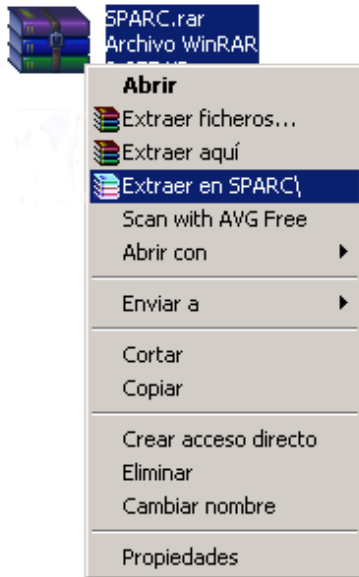 SPARC.rar
Archivo WinRAR
Abrir
Extraer ficheros...
Extraer aquí
Extraer en SPARC\
Scan with AVG Free
Abrir con
Enviar a
Cortar
Copiar
Crear acceso directo
Eliminar
Cambiar nombre
Propiedades